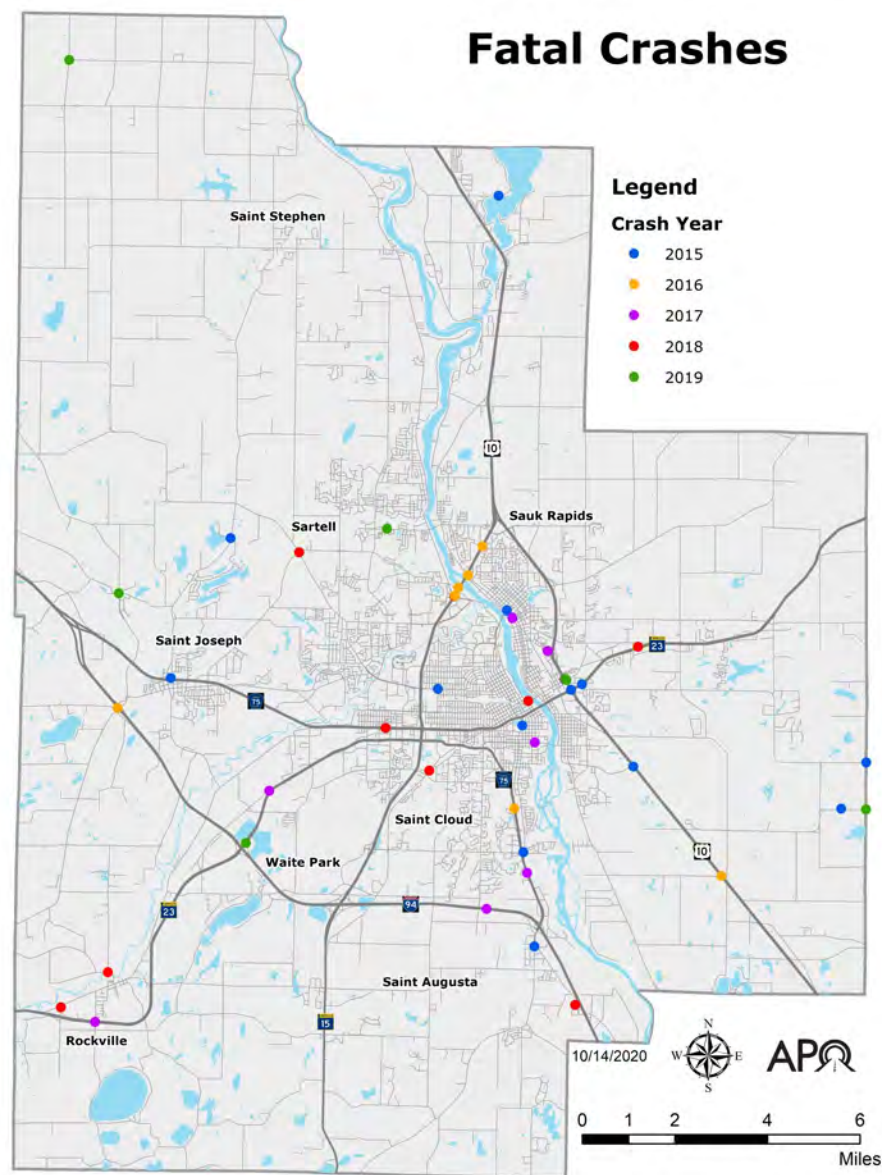 Fatal Crashes
Legend
Crash Year
2015
2016
2017
2018
2019
Saint Stephen
10
Sartell
Sauk Rapids
Saint Joseph
23
75
75
Saint Cloud
10
Waite Park
94
23
Saint Augusta
15
Rockville
10/14/2020
N
W E
S
APO
0 1 2 4 6
Miles